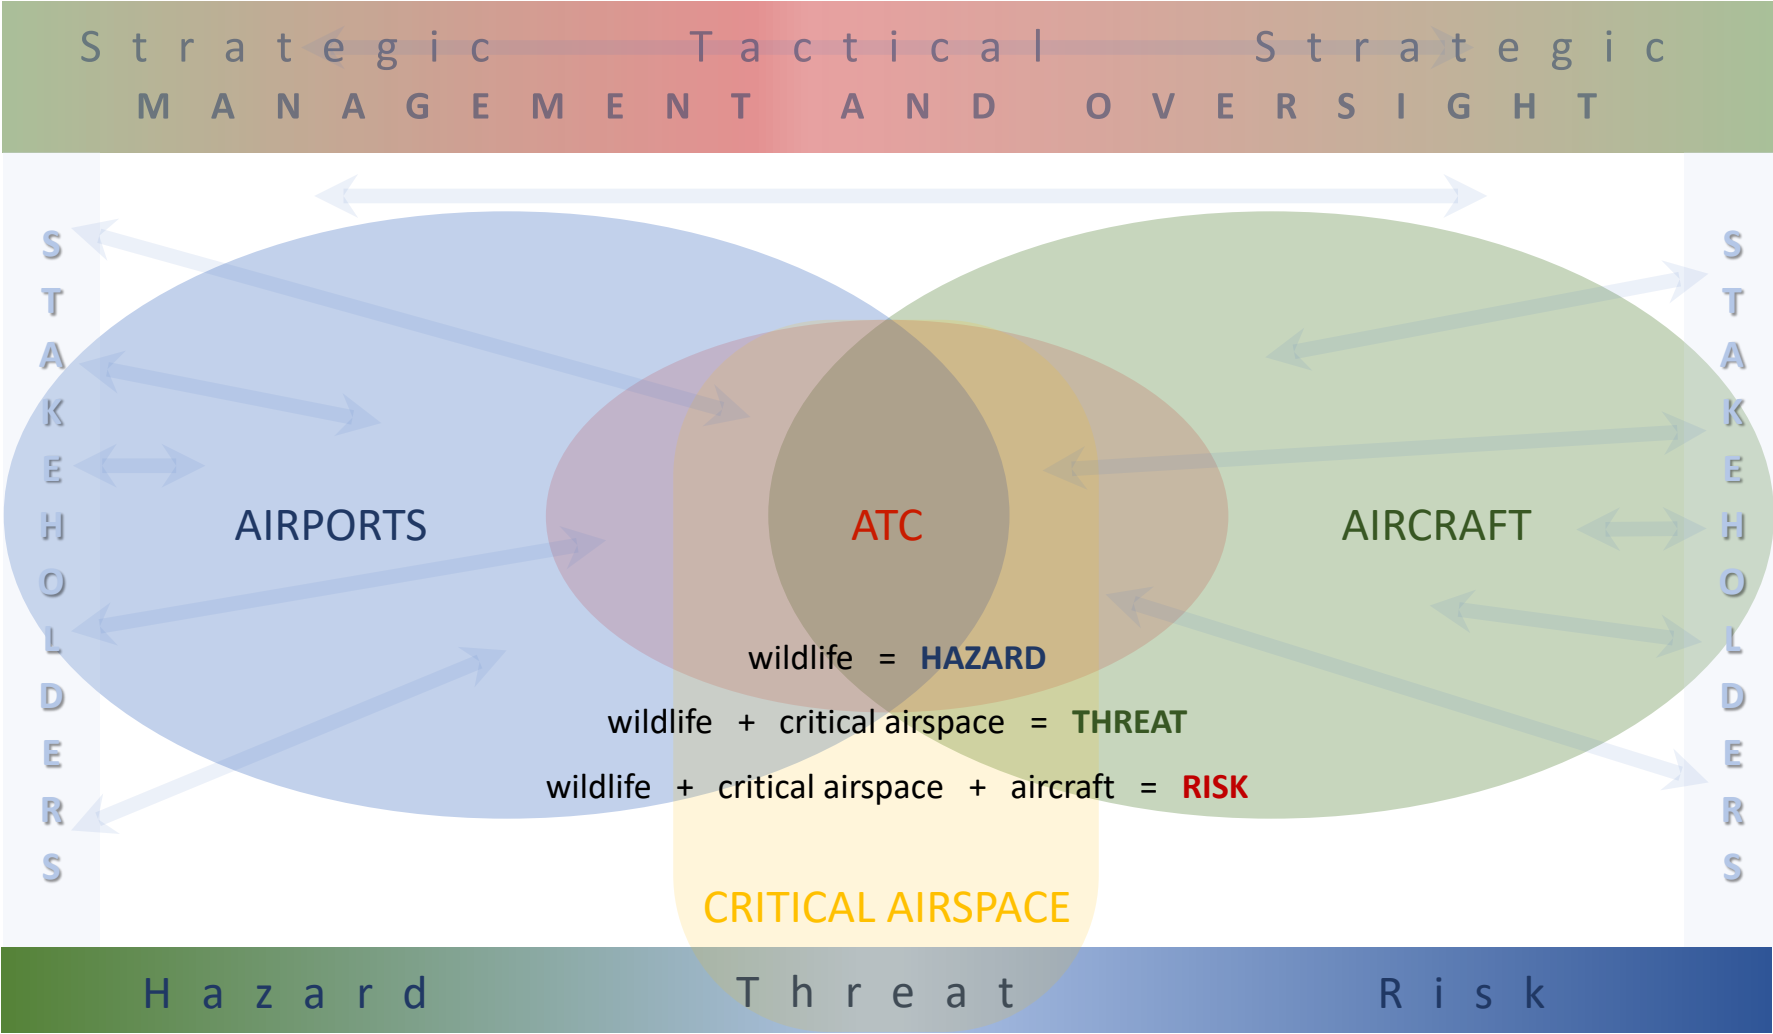 Strategic Tactical Strategic
MANAGEMENT AND OVERSIGHT
STAKEHOLDERS
AIRPORTS
ATC
AIRCRAFT
wildlife = HAZARD
wildlife + critical airspace = THREAT
wildlife + critical airspace + aircraft = RISK
CRITICAL AIRSPACE
STAKEHOLDERS
Hazard Threat Risk